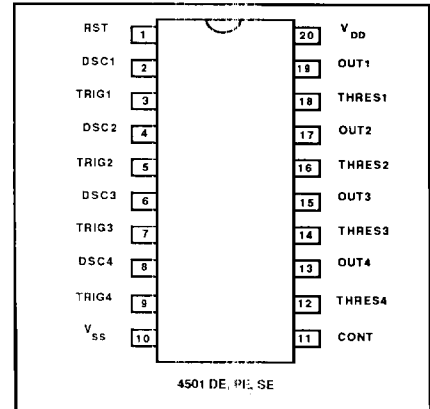 RST 1 20 VDD
DSC1 2 19 OUT1
TRIG1 3 18 THRES1
DSC2 4 17 OUT2
TRIG2 5 16 THRES2
DSC3 6 15 OUT3
TRIG3 7 14 THRES3
DSC4 8 13 OUT4
TRIG4 9 12 THRES4
VSS 10 11 CONT
4501 DE, PE, SE